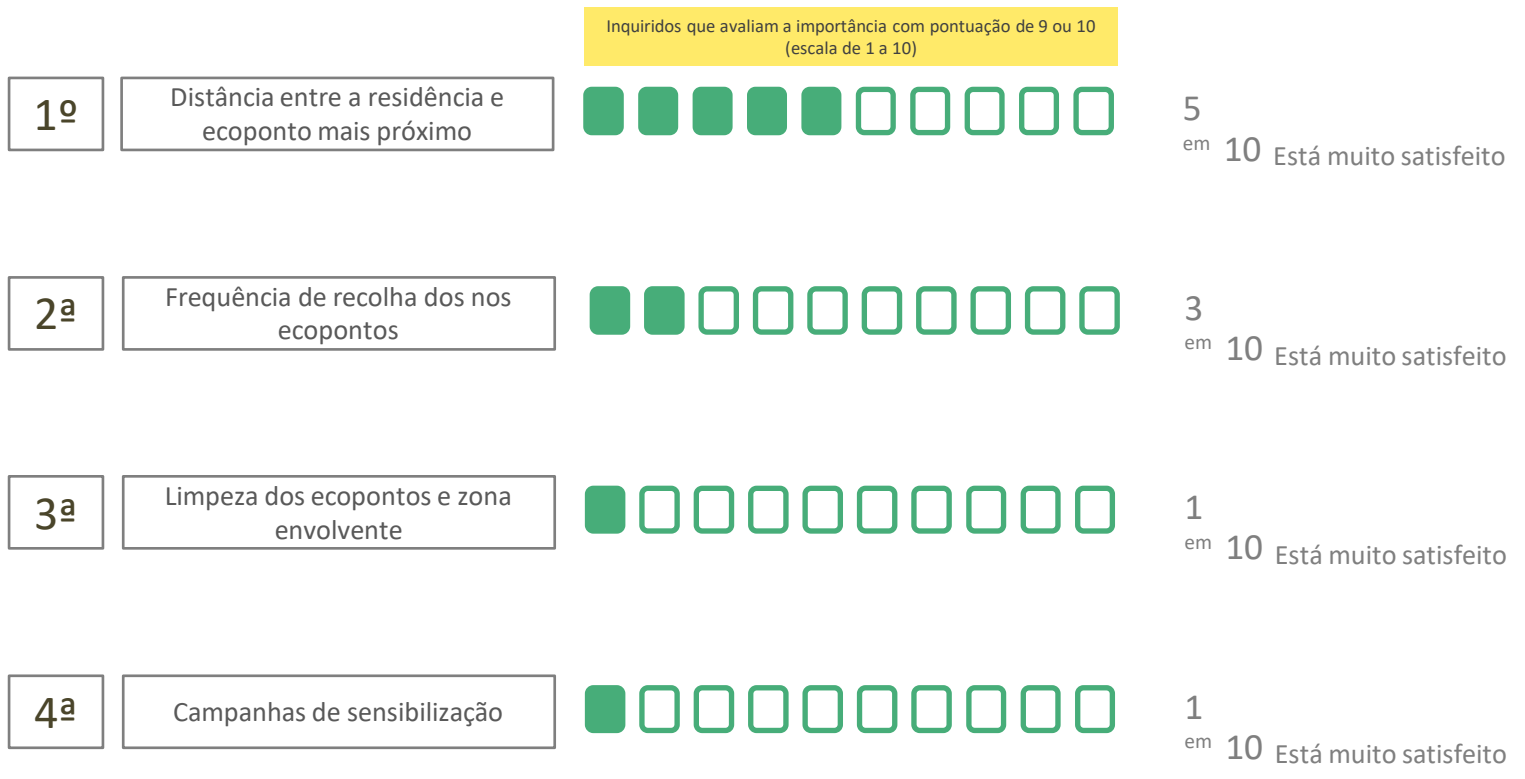 Inquiridos que avaliam a importância com pontuação de 9 ou 10
(escala de 1 a 10)
1º
Distância entre a residência e
ecoponto mais próximo
5
em 10 Está muito satisfeito
2ª
Frequência de recolha dos nos
ecopontos
3
em 10 Está muito satisfeito
3ª
Limpeza dos ecopontos e zona
envolvente
1
em 10 Está muito satisfeito
4ª
Campanhas de sensibilização
1
em 10 Está muito satisfeito